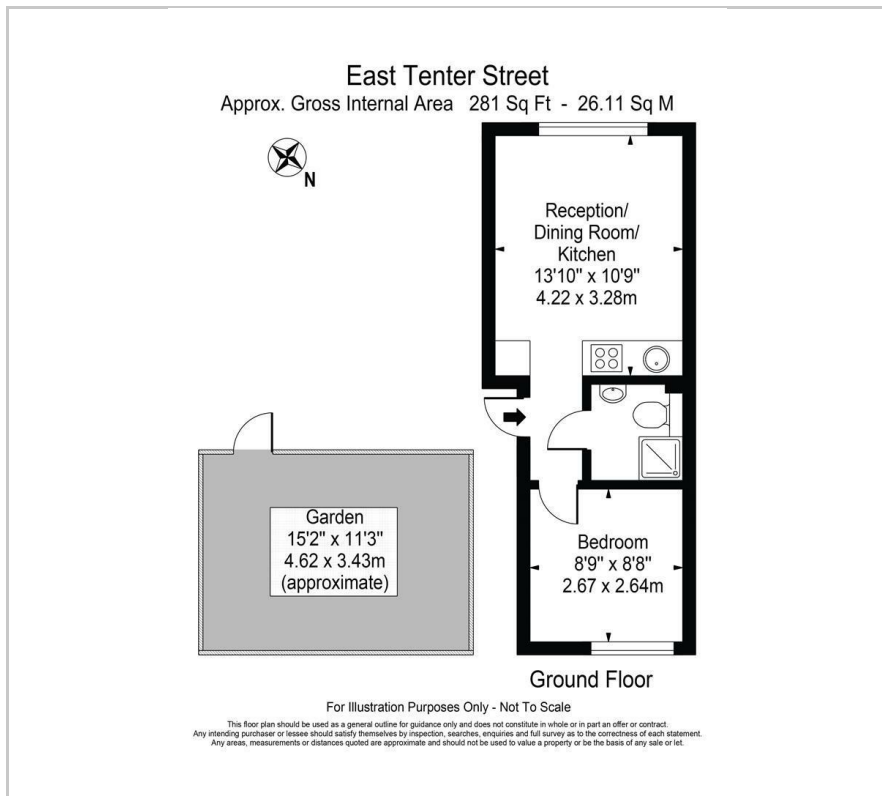 East Tenter Street
Approx. Gross Internal Area 281 Sq Ft - 26.11 Sq M
N
Reception/
Dining Room/
Kitchen
13'10" x 10'9"
4.22 x 3.28m
Garden
15'2" x 11'3"
4.62 x 3.43m
(approximate)
Bedroom
8'9" x 8'8"
2.67 x 2.64m
Ground Floor
For Illustration Purposes Only - Not To Scale
This floor plan should be used as a general outline for guidance only and does not constitute in whole or in part an offer or contract.
Any intending purchaser or lessee should satisfy themselves by inspection, searches, enquiries and full survey as to the correctness of each statement.
Any areas, measurements or distances quoted are approximate and should not be used to value a property or be the basis of any sale or let.